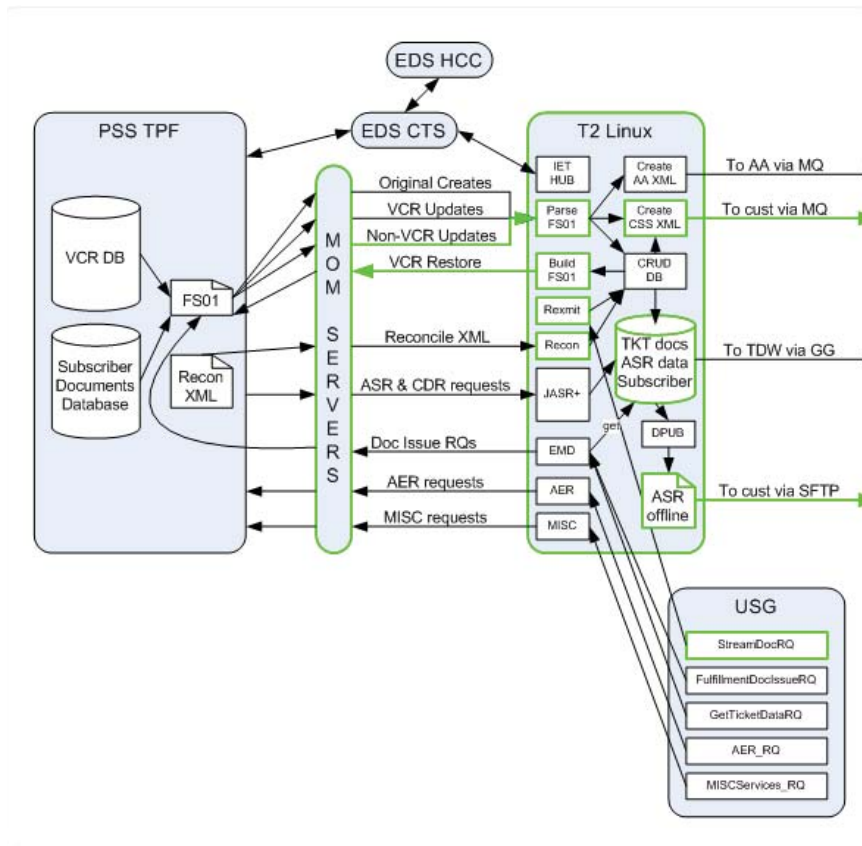 EDS HCC
EDS CTS
PSS TPF
VCR DB
FS01
Subscriber
Documents
Database
Recon
XML
MOM SERVERS
Original Creates
VCR Updates
Non-VCR Updates
VCR Restore
Reconcile XML
ASR & CDR requests
Doc Issue RQs
AER requests
MISC requests
T2 Linux
IET
HUB
Create
AA XML
Parse
FS01
Create
CSS XML
Build
FS01
CRUD
DB
Rexmit
Recon
TKT docs
ASR data
Subscriber
JASR+
get
DPUB
EMD
AER
ASR
offline
MISC
To AA via MQ
To cust via MQ
To TDW via GG
To cust via SFTP
USG
StreamDocRQ
FulfillmentDocIssueRQ
GetTicketDataRQ
AER_RQ
MISCServices_RQ